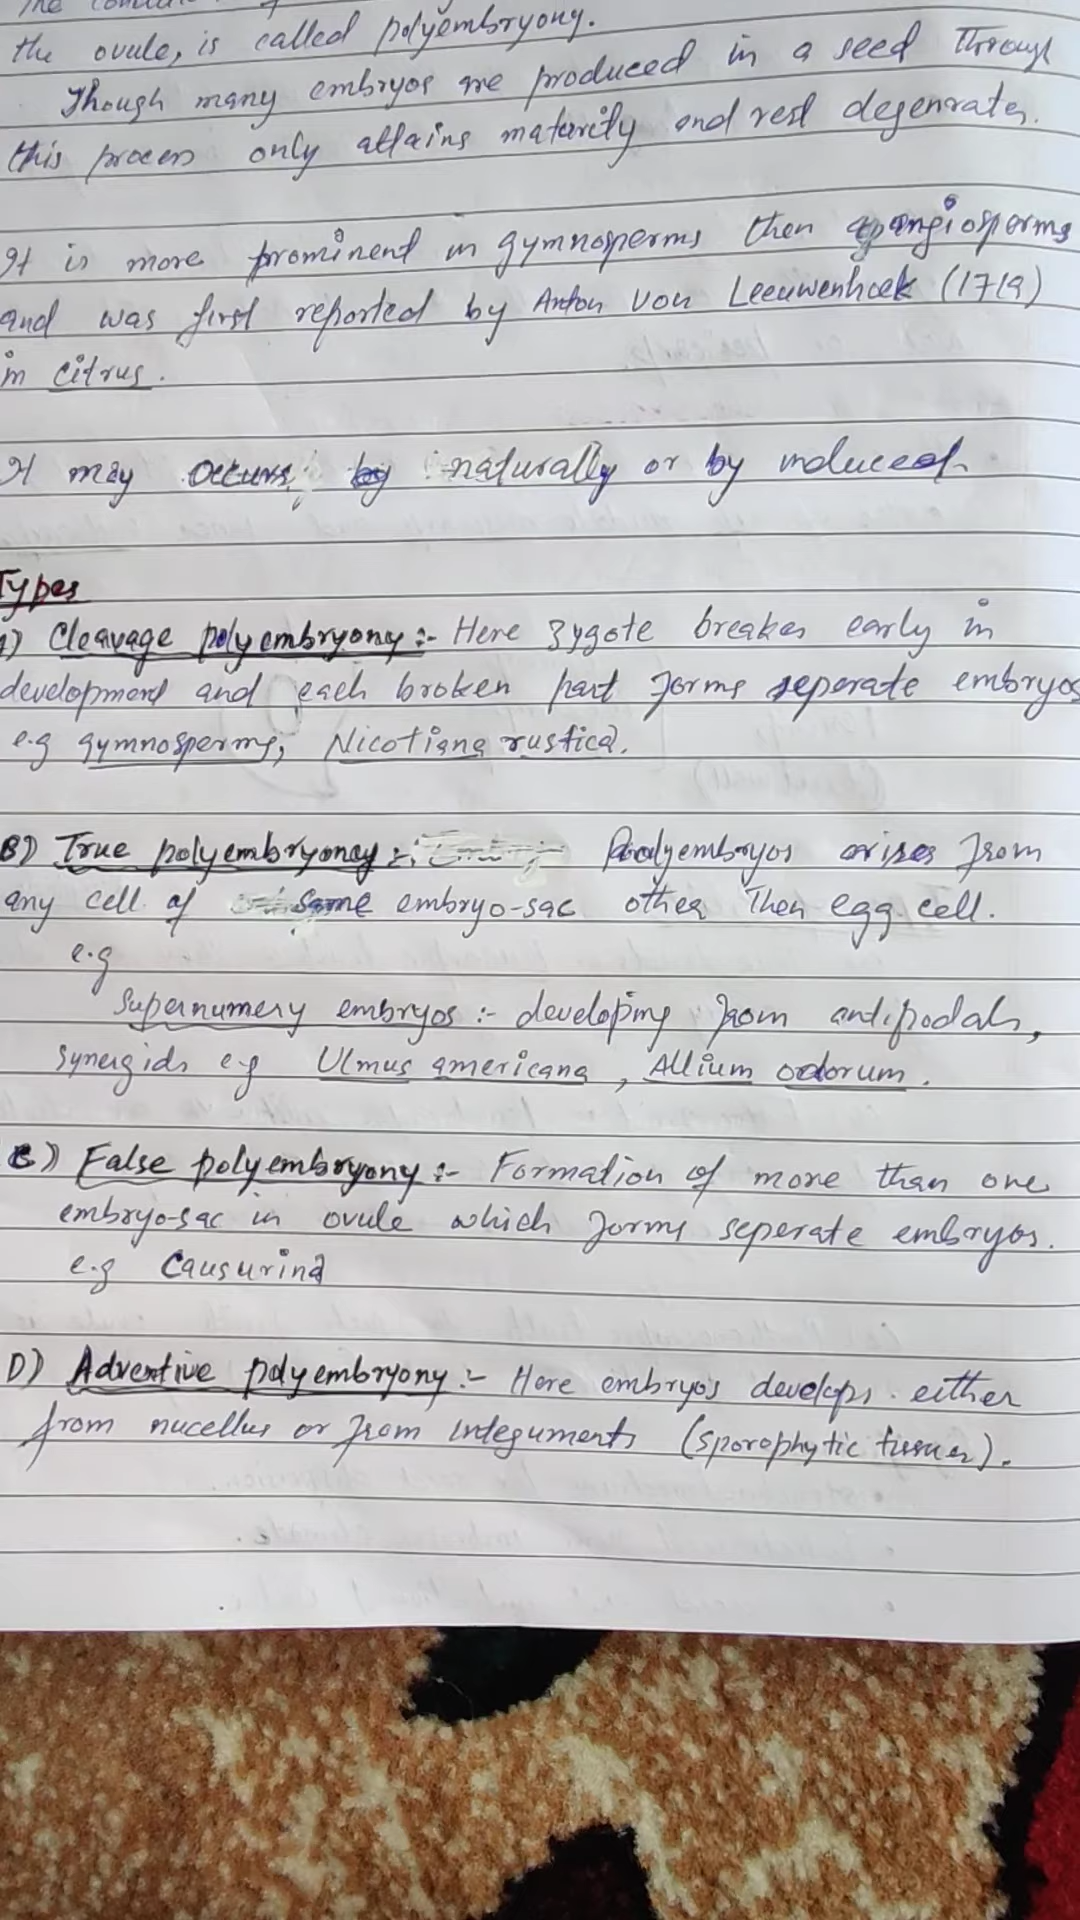 the ovule, is called polyembryony.
Though many embryos are produced in a seed through
this process only attains maturity and rest degenrates.
It is more prominent in gymnosperms then angiosperms
and was first reported by Anton Von Leeuwenhoek (1719)
in citrus.
It may occurs by naturally or by induced
Types
Cleavage polyembryony :- Here zygote breakes early in
development and each broken part forms seperate embryos
e.g gymnosperms, Nicotiana rustica.
B) True polyembryoney :- Poolyembryos arises from
any cell of same embryo-sac other then egg cell.
e.g
Supernumery embryos :- developing from antipodals,
Synergids e.g Ulmus americana, Allium odorum.
C) False polyembryony :- Formation of more than one
embryo-sac in ovule which forms seperate embryos.
e.g Causurina
D) Adventive polyembryony :- Here embryos develops either
from nucellus or from integuments (sporophytic tissues).